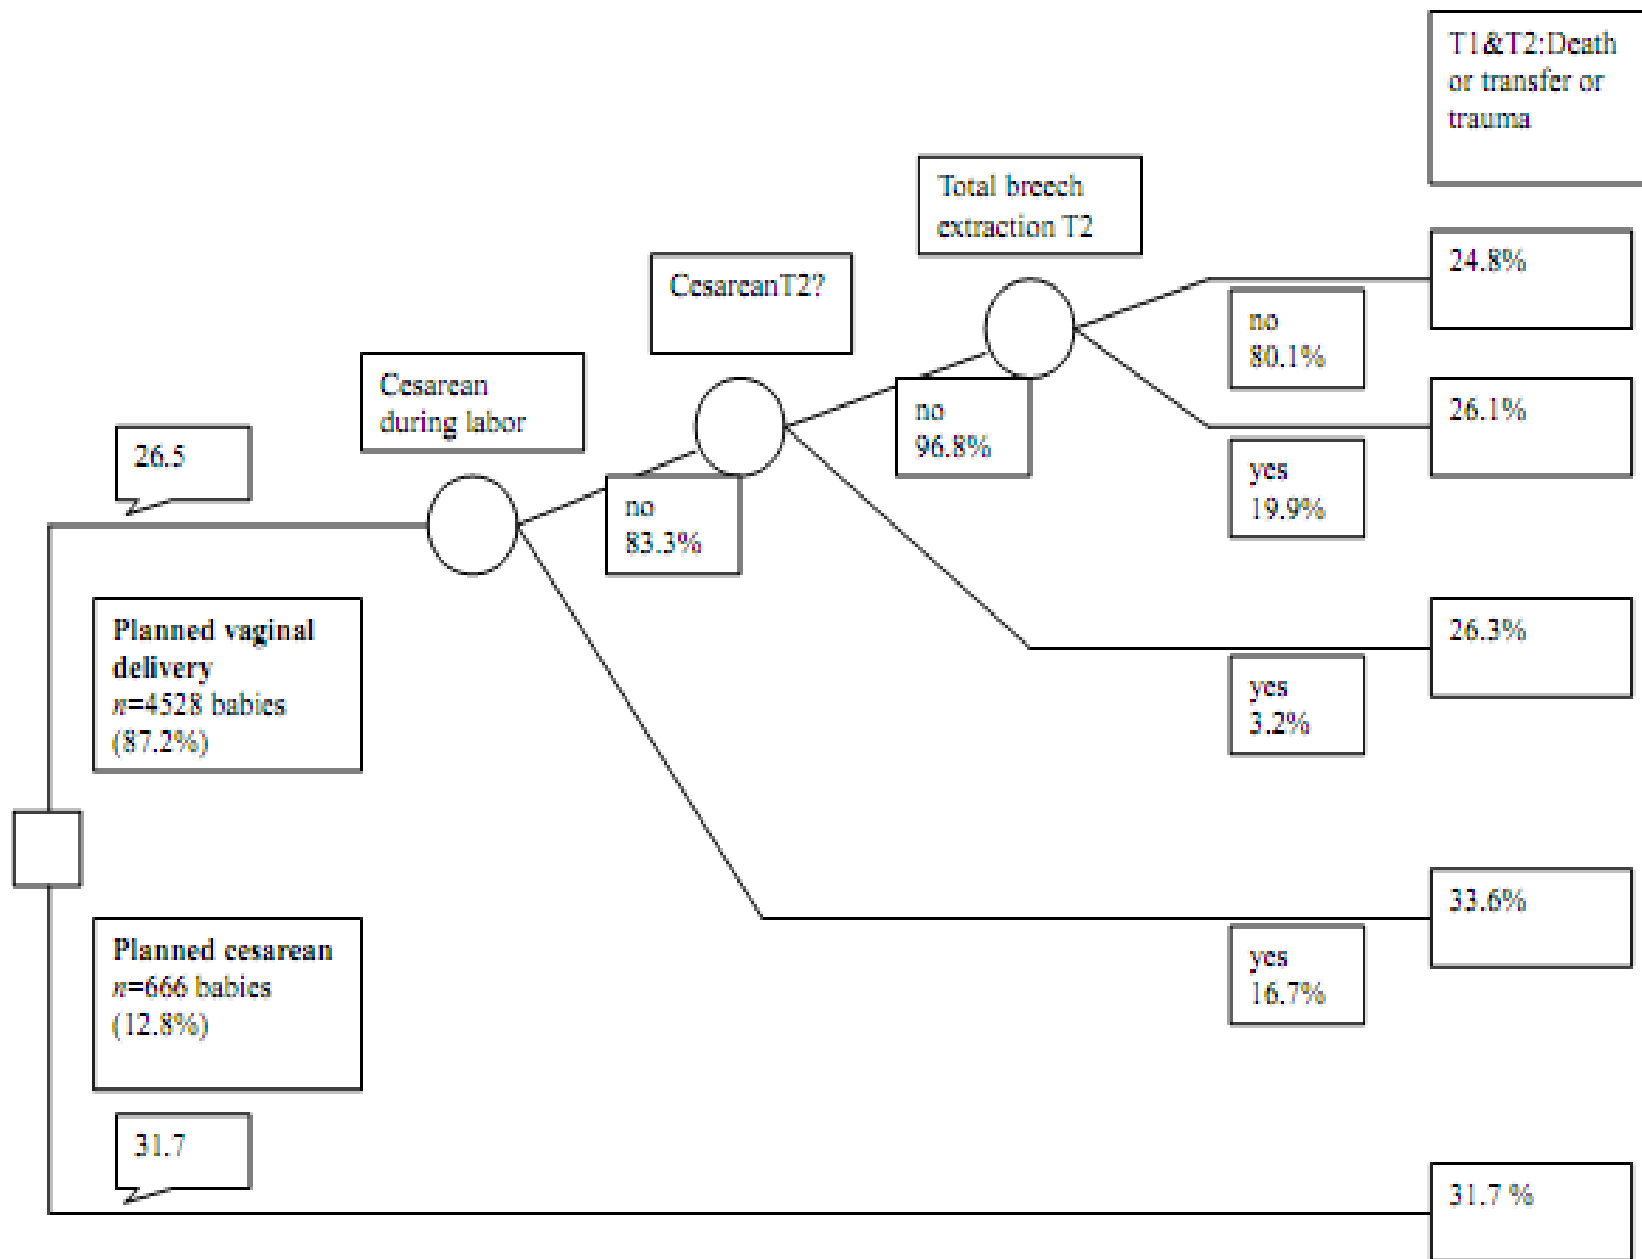 T1&T2:Death
or transfer or
trauma
Total breech
extraction T2
CesareanT2?
Cesarean
during labor
24.8%
no
80.1%
26.1%
yes
19.9%
no
96.8%
no
83.3%
26.5
26.3%
yes
3.2%
Planned vaginal
delivery
n=4528 babies
(87.2%)
33.6%
yes
16.7%
Planned cesarean
n=666 babies
(12.8%)
31.7
31.7 %